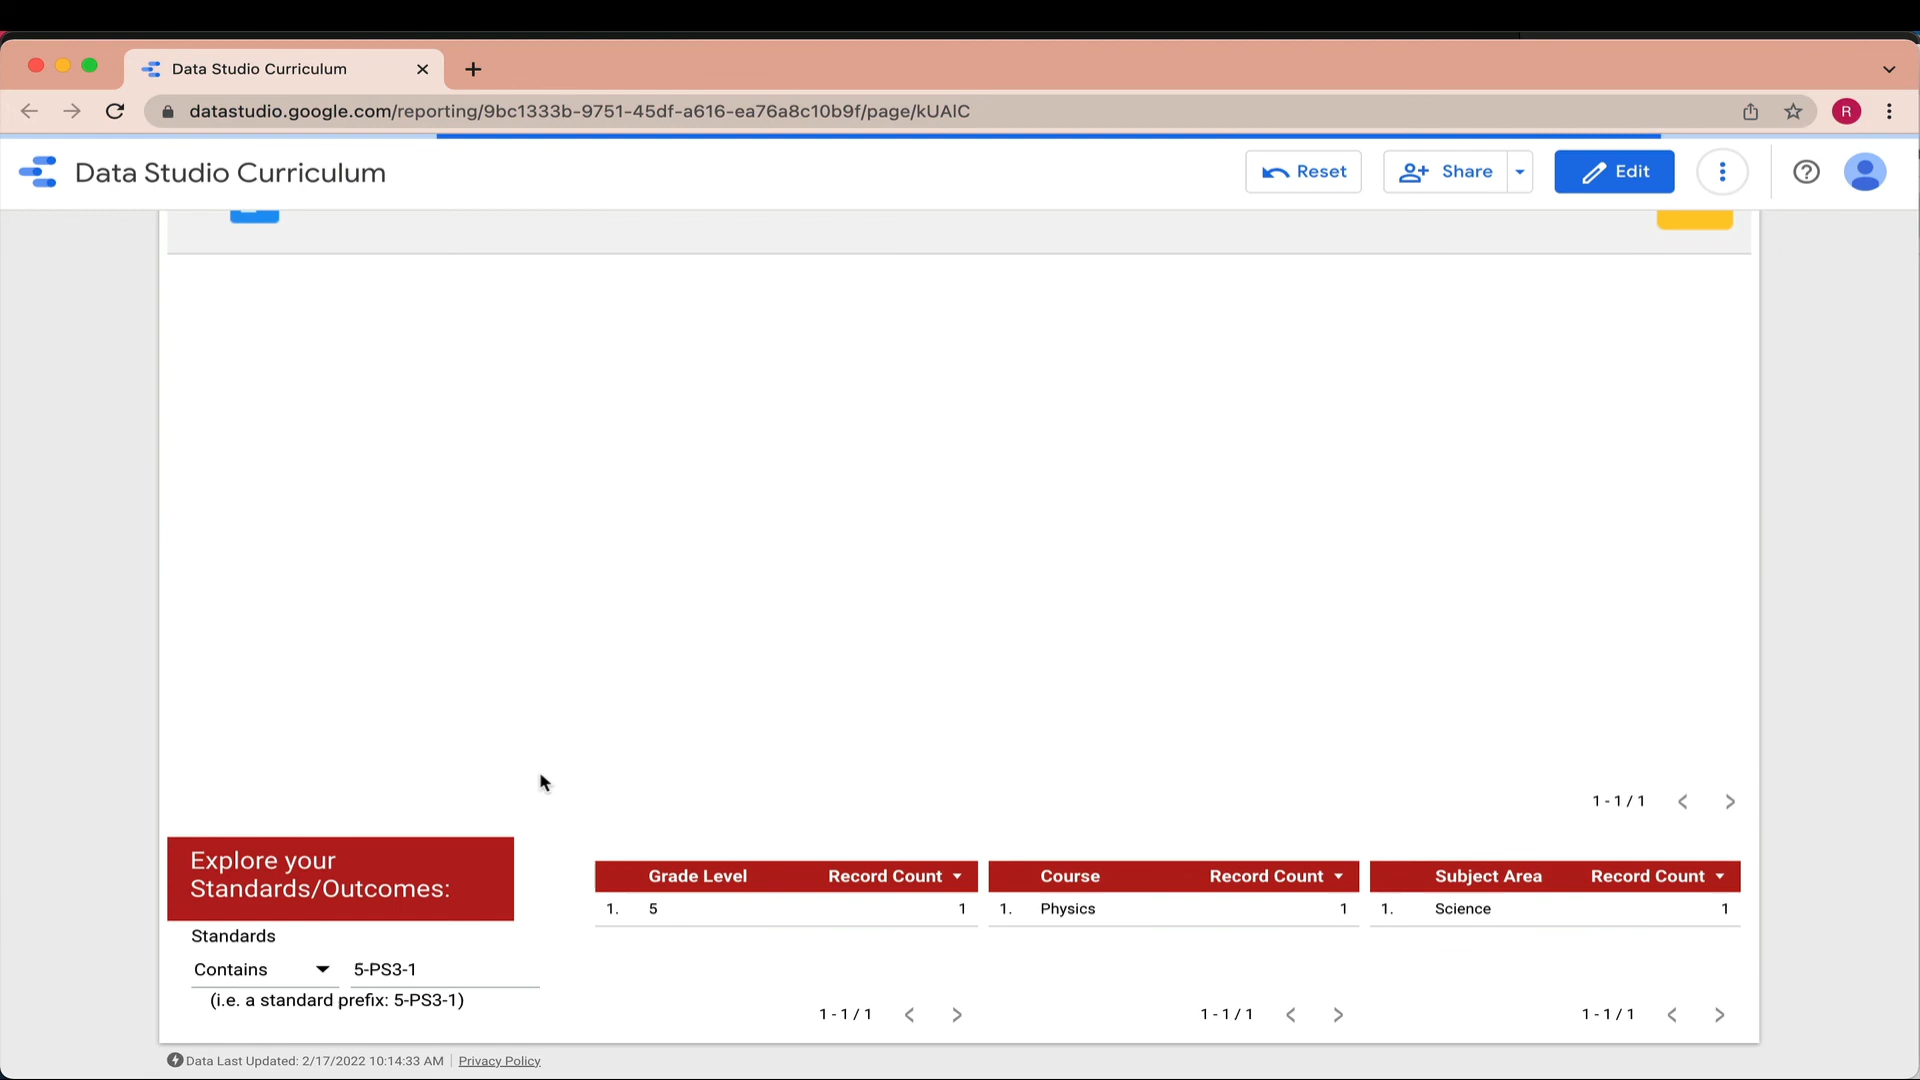 Data Studio Curriculum
datastudio.google.com/reporting/9bc1333b-9751-45df-a616-ea76a8c10b9f/page/kUAlC
R
Data Studio Curriculum
Reset
Share
Edit
1 - 1 / 1
Explore your
Standards/Outcomes:
Standards
Contains 5-PS3-1
(i.e. a standard prefix: 5-PS3-1)
Grade Level Record Count
1. 5 1
1 - 1 / 1
Course Record Count
1. Physics 1
1 - 1 / 1
Subject Area Record Count
1. Science 1
1 - 1 / 1
Data Last Updated: 2/17/2022 10:14:33 AM Privacy Policy